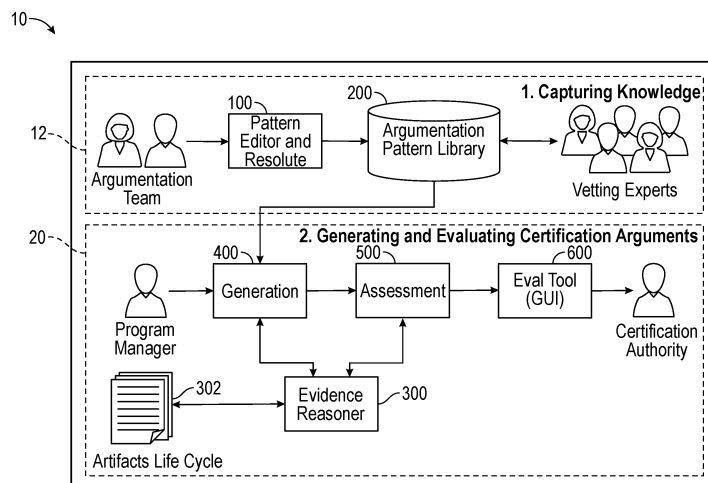 10
1. Capturing Knowledge
12
Argumentation
Team
100
Pattern
Editor and
Resolute
200
Argumentation
Pattern Library
Vetting Experts
20
2. Generating and Evaluating Certification Arguments
Program
Manager
400
Generation
500
Assessment
600
Eval Tool
(GUI)
Certification
Authority
302
Artifacts Life Cycle
Evidence
Reasoner
300